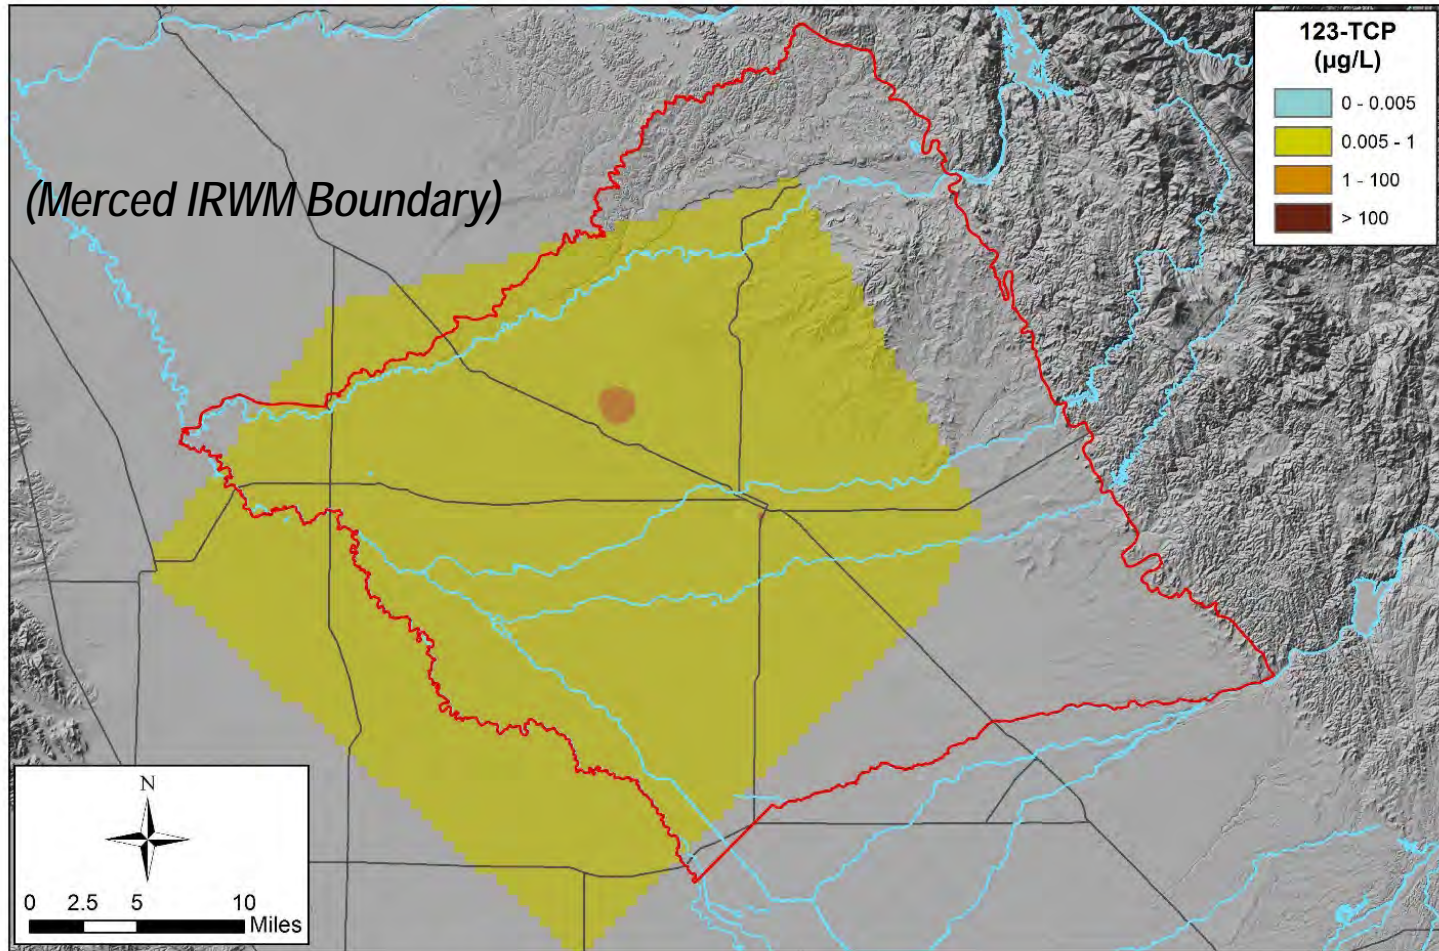 123-TCP
(µg/L)
0 - 0.005
0.005 - 1
1 - 100
> 100
(Merced IRWM Boundary)
N
0 2.5 5 10
Miles